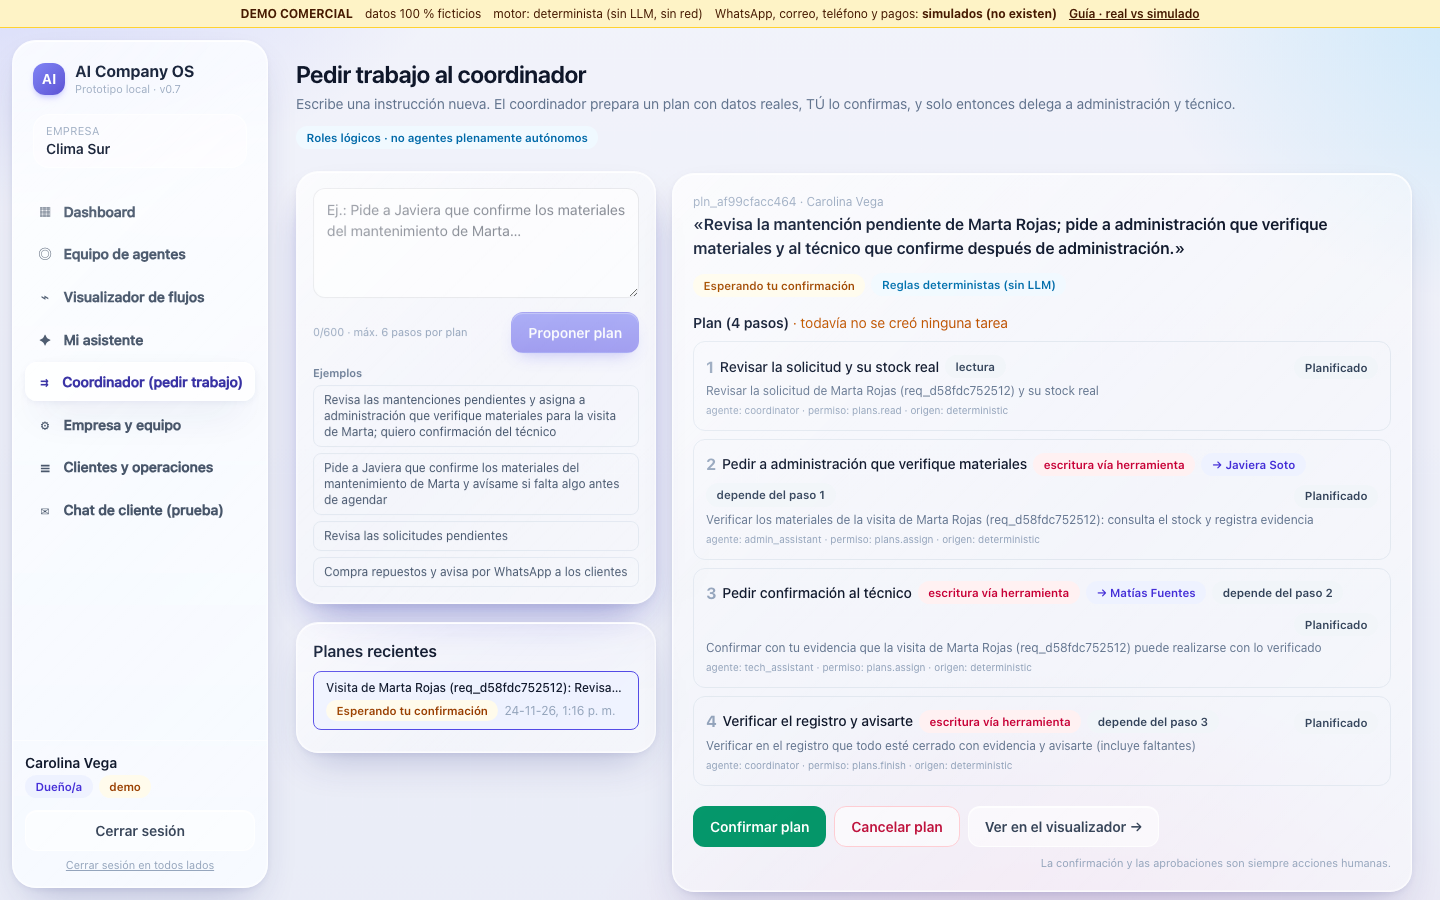 DEMO COMERCIAL datos 100 % ficticios motor: determinista (sin LLM, sin red) WhatsApp, correo, teléfono y pagos: simulados (no existen) Guía · real vs simulado
AI
AI Company OS
Prototipo local · v0.7
EMPRESA
Clima Sur
Dashboard
Equipo de agentes
Visualizador de flujos
Mi asistente
Coordinador (pedir trabajo)
Empresa y equipo
Clientes y operaciones
Chat de cliente (prueba)
Carolina Vega
Dueño/a demo
Cerrar sesión
Cerrar sesión en todos lados
Pedir trabajo al coordinador
Escribe una instrucción nueva. El coordinador prepara un plan con datos reales, TÚ lo confirmas, y solo entonces delega a administración y técnico.
Roles lógicos · no agentes plenamente autónomos
Ej.: Pide a Javiera que confirme los materiales
del mantenimiento de Marta...
0/600 · máx. 6 pasos por plan
Proponer plan
Ejemplos
Revisa las mantenciones pendientes y asigna a
administración que verifique materiales para la visita
de Marta; quiero confirmación del técnico
Pide a Javiera que confirme los materiales del
mantenimiento de Marta y avísame si falta algo antes
de agendar
Revisa las solicitudes pendientes
Compra repuestos y avisa por WhatsApp a los clientes
Planes recientes
Visita de Marta Rojas (req_d58fdc752512): Revisa...
Esperando tu confirmación 24-11-26, 1:16 p. m.
pln_af99cfacc464 · Carolina Vega
«Revisa la mantención pendiente de Marta Rojas; pide a administración que verifique
materiales y al técnico que confirme después de administración.»
Esperando tu confirmación Reglas deterministas (sin LLM)
Plan (4 pasos) · todavía no se creó ninguna tarea
1 Revisar la solicitud y su stock real lectura Planificado
Revisar la solicitud de Marta Rojas (req_d58fdc752512) y su stock real
agente: coordinator · permiso: plans.read · origen: deterministic
2 Pedir a administración que verifique materiales escritura vía herramienta → Javiera Soto
depende del paso 1 Planificado
Verificar los materiales de la visita de Marta Rojas (req_d58fdc752512): consulta el stock y registra evidencia
agente: admin_assistant · permiso: plans.assign · origen: deterministic
3 Pedir confirmación al técnico escritura vía herramienta → Matías Fuentes depende del paso 2
Planificado
Confirmar con tu evidencia que la visita de Marta Rojas (req_d58fdc752512) puede realizarse con lo verificado
agente: tech_assistant · permiso: plans.assign · origen: deterministic
4 Verificar el registro y avisarte escritura vía herramienta depende del paso 3 Planificado
Verificar en el registro que todo esté cerrado con evidencia y avisarte (incluye faltantes)
agente: coordinator · permiso: plans.finish · origen: deterministic
Confirmar plan
Cancelar plan
Ver en el visualizador →
La confirmación y las aprobaciones son siempre acciones humanas.